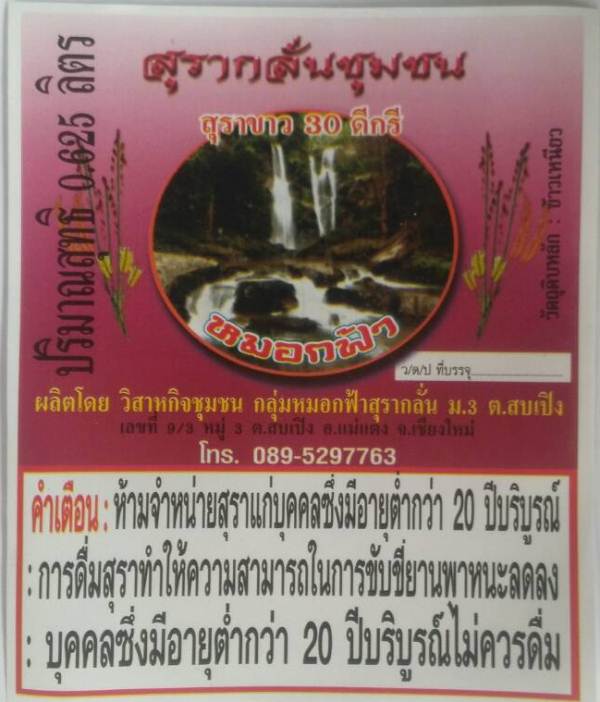 สุรากลั่นชุมชน
สุราขาว 30 ดีกรี
ปริมาณสุทธิ 0.625 ลิตร
วัตถุดิบหลัก : ข้าวเหนียว
หมอกฟ้า
ว/ด/ป ที่บรรจุ
ผลิตโดย วิสาหกิจชุมชน กลุ่มหมอกฟ้าสุรากลั่น ม.3 ต.สบเปิง
เลขที่ 9/3 หมู่ 3 ต.สบเปิง อ.แม่แตง จ.เชียงใหม่
โทร. 089-5297763
คำเตือน : ห้ามจำหน่ายสุราแก่บุคคลซึ่งมีอายุต่ำกว่า 20 ปีบริบูรณ์
: การดื่มสุราทำให้ความสามารถในการขับขี่ยานพาหนะลดลง
: บุคคลซึ่งมีอายุต่ำกว่า 20 ปีบริบูรณ์ไม่ควรดื่ม